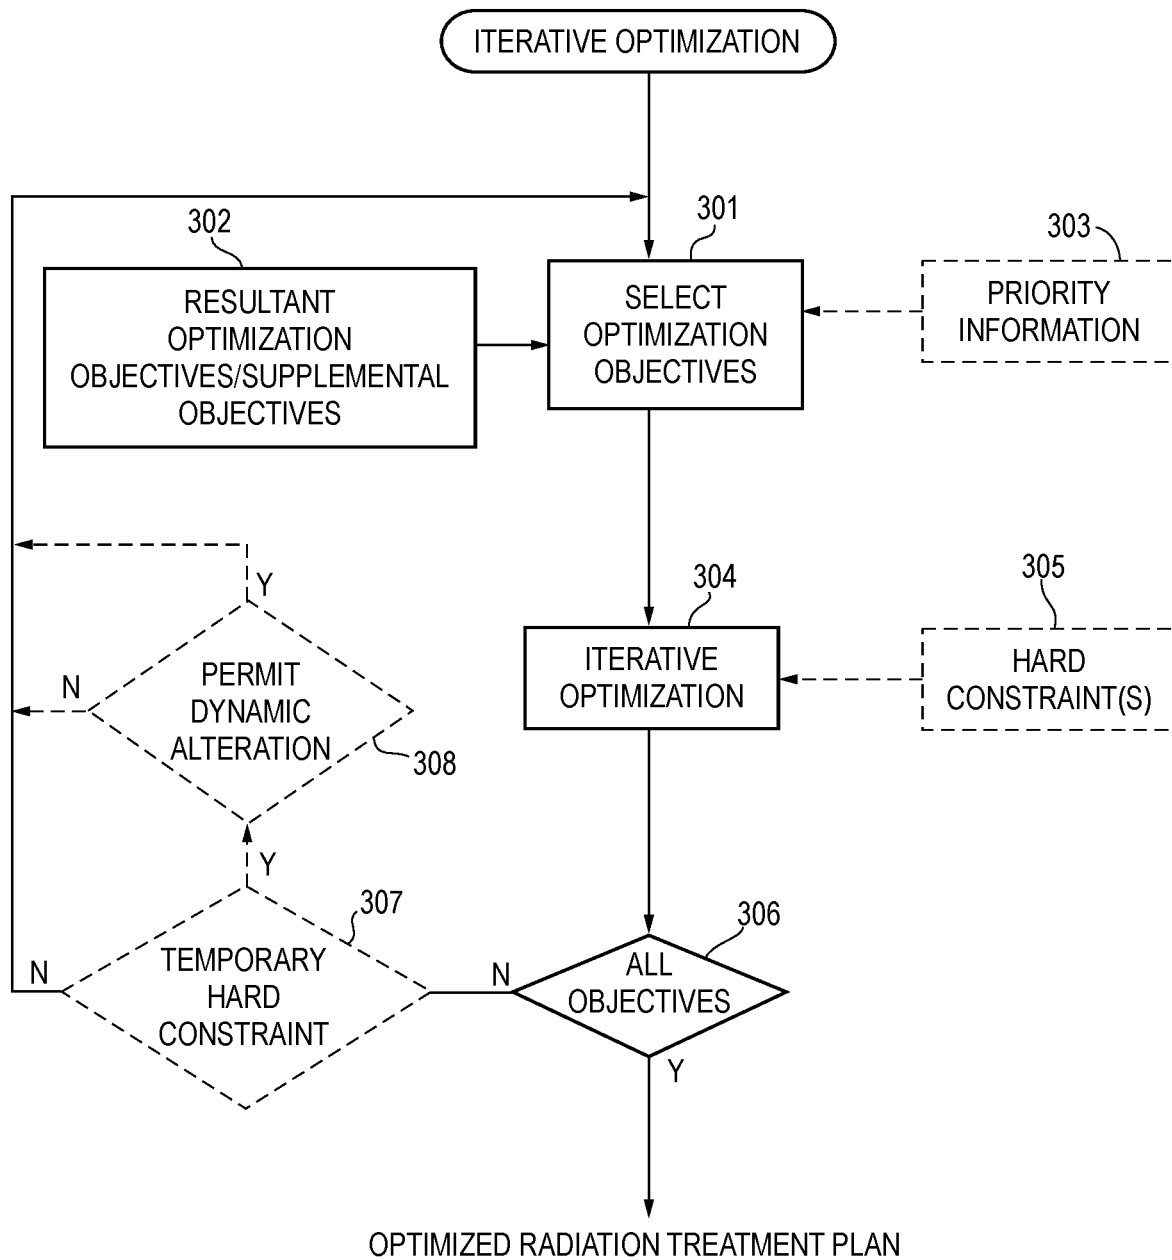 ITERATIVE OPTIMIZATION
302
301
303
RESULTANT
OPTIMIZATION
OBJECTIVES/SUPPLEMENTAL
OBJECTIVES
SELECT
OPTIMIZATION
OBJECTIVES
PRIORITY
INFORMATION
304
305
ITERATIVE
OPTIMIZATION
HARD
CONSTRAINT(S)
Y
N
PERMIT
DYNAMIC
ALTERATION
308
Y
307
306
N
TEMPORARY
HARD
CONSTRAINT
N
ALL
OBJECTIVES
Y
OPTIMIZED RADIATION TREATMENT PLAN